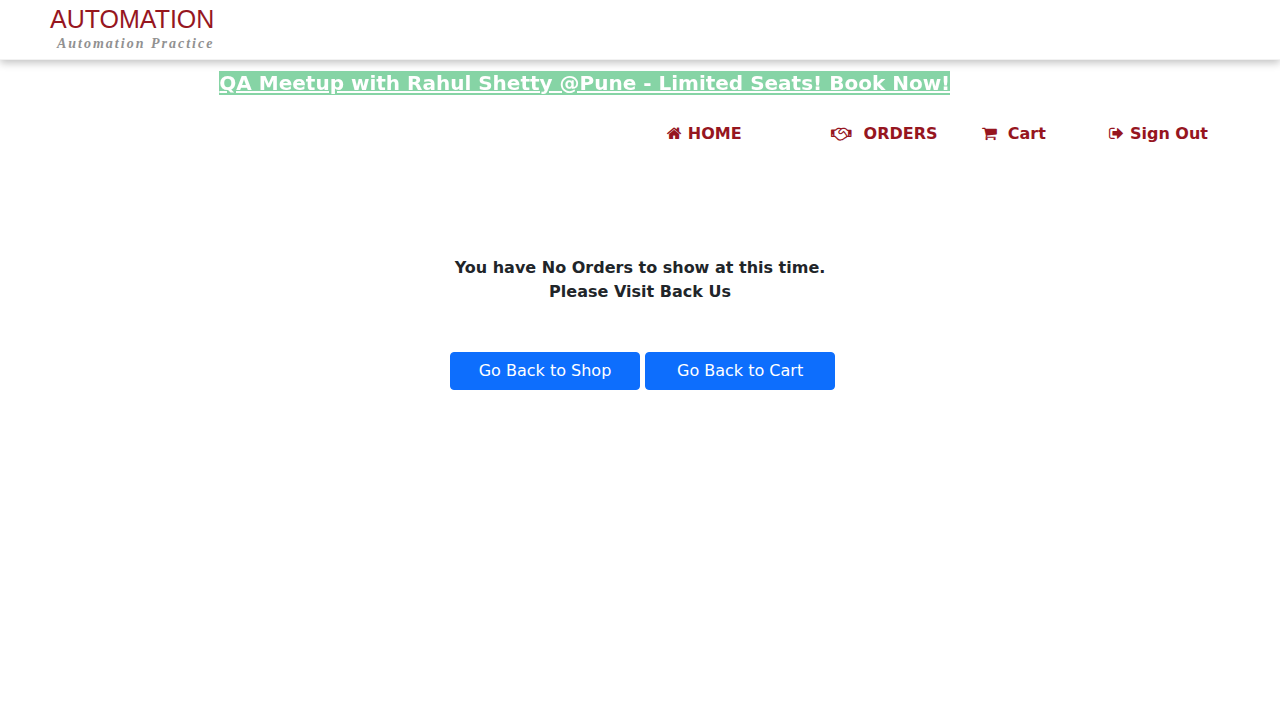 AUTOMATION
Automation Practice
QA Meetup with Rahul Shetty @Pune - Limited Seats! Book Now!
HOME ORDERS Cart Sign Out
You have No Orders to show at this time.
Please Visit Back Us
Go Back to Shop Go Back to Cart